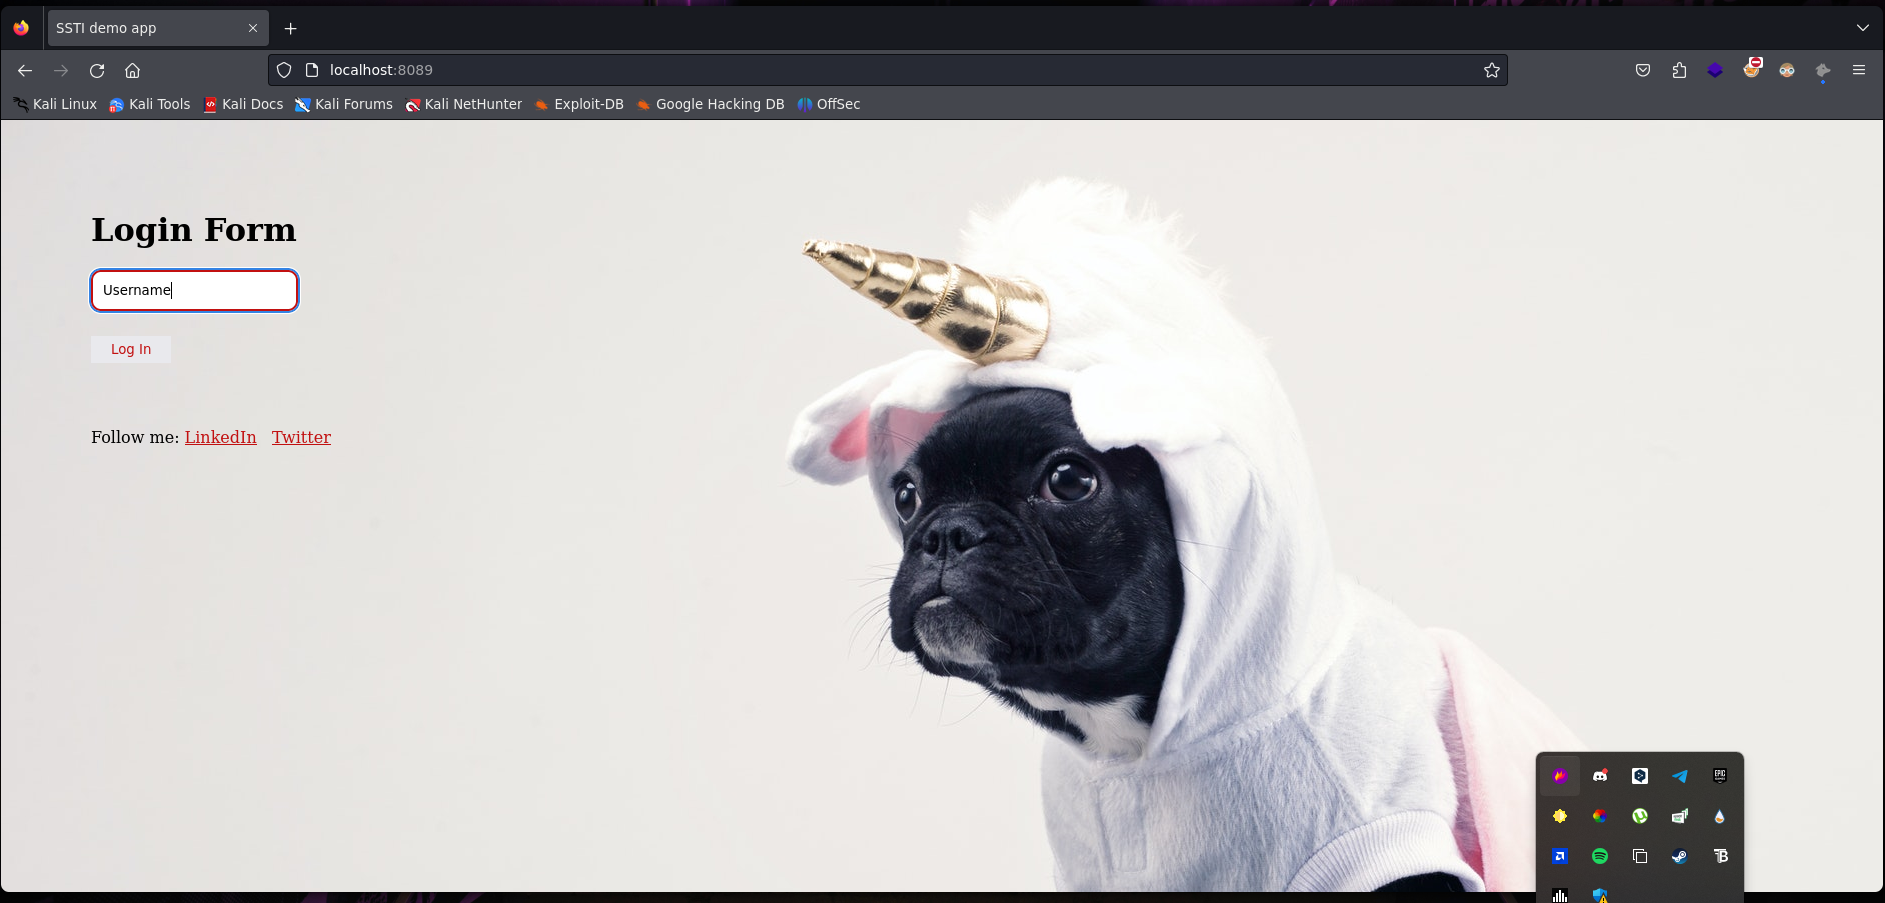 SSTI demo app
localhost:8089
Kali Linux Kali Tools Kali Docs Kali Forums Kali NetHunter Exploit-DB Google Hacking DB OffSec
Login Form
Username
Log In
Follow me: LinkedIn Twitter
EPIC